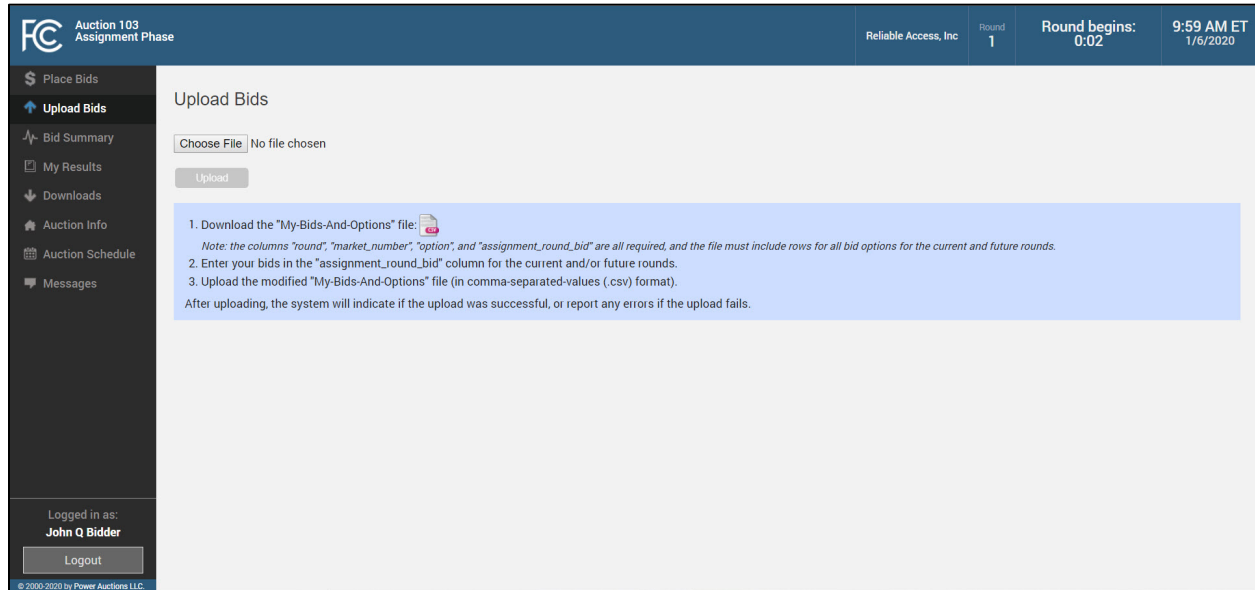 FCC
Auction 103
Assignment Phase
Reliable Access, Inc
Round
1
Round begins:
0:02
9:59 AM ET
1/6/2020
Place Bids
Upload Bids
Bid Summary
My Results
Downloads
Auction Info
Auction Schedule
Messages
Upload Bids
Choose File No file chosen
Upload
1. Download the "My-Bids-And-Options" file: CSV
Note: the columns "round", "market_number", "option", and "assignment_round_bid" are all required, and the file must include rows for all bid options for the current and future rounds.
2. Enter your bids in the "assignment_round_bid" column for the current and/or future rounds.
3. Upload the modified "My-Bids-And-Options" file (in comma-separated-values (.csv) format).
After uploading, the system will indicate if the upload was successful, or report any errors if the upload fails.
Logged in as:
John Q Bidder
Logout
© 2000-2020 by Power Auctions LLC.